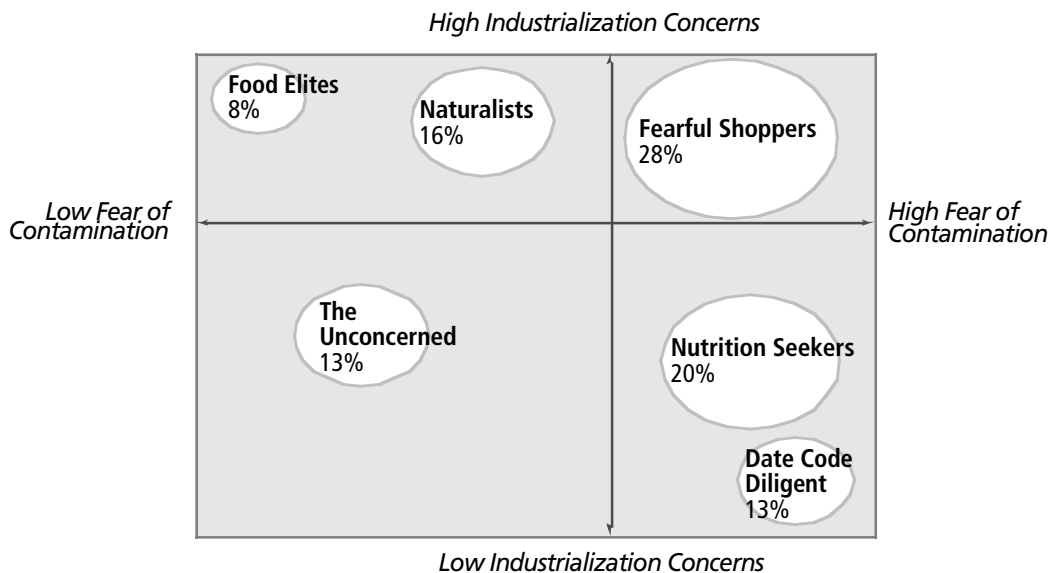 High Industrialization Concerns
Food Elites
8%
Naturalists
16%
Fearful Shoppers
28%
Low Fear of
Contamination
High Fear of
Contamination
The
Unconcerned
13%
Nutrition Seekers
20%
Date Code
Diligent
13%
Low Industrialization Concerns